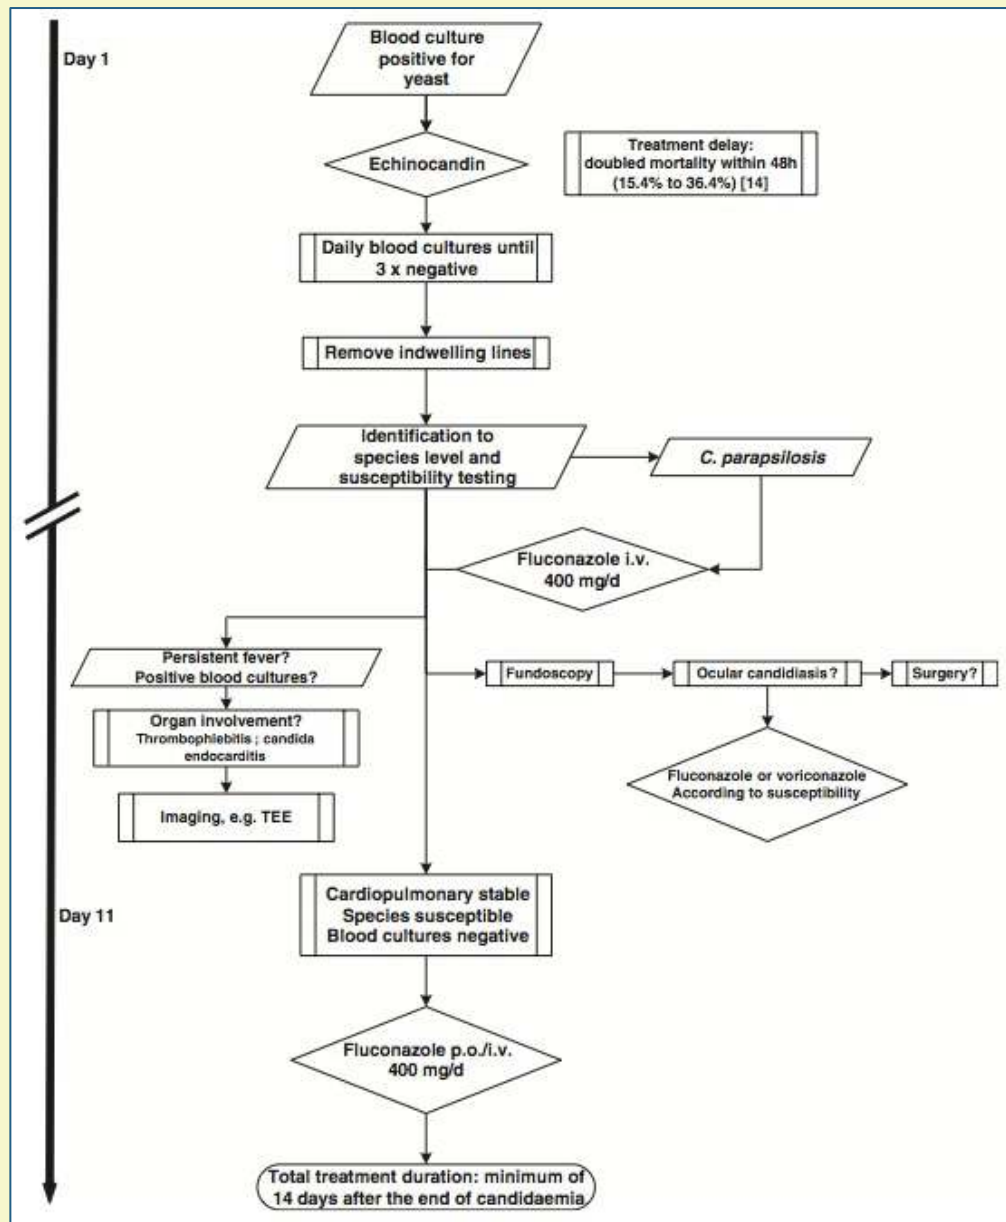 Day 1
Blood culture
positive for
yeast
Echinocandin
Treatment delay:
doubled mortality within 48h
(15.4% to 36.4%) [14]
Daily blood cultures until
3 x negative
Remove indwelling lines
Identification to
species level and
susceptibility testing
C. parapsilosis
Fluconazole i.v.
400 mg/d
Persistent fever?
Positive blood cultures?
Fundoscopy
Ocular candidiasis?
Surgery?
Organ involvement?
Thrombophlebitis ; candida
endocarditis
Fluconazole or voriconazole
According to susceptibility
Imaging, e.g. TEE
Day 11
Cardiopulmonary stable
Species susceptible
Blood cultures negative
Fluconazole p.o./i.v.
400 mg/d
Total treatment duration: minimum of
14 days after the end of candidaemia